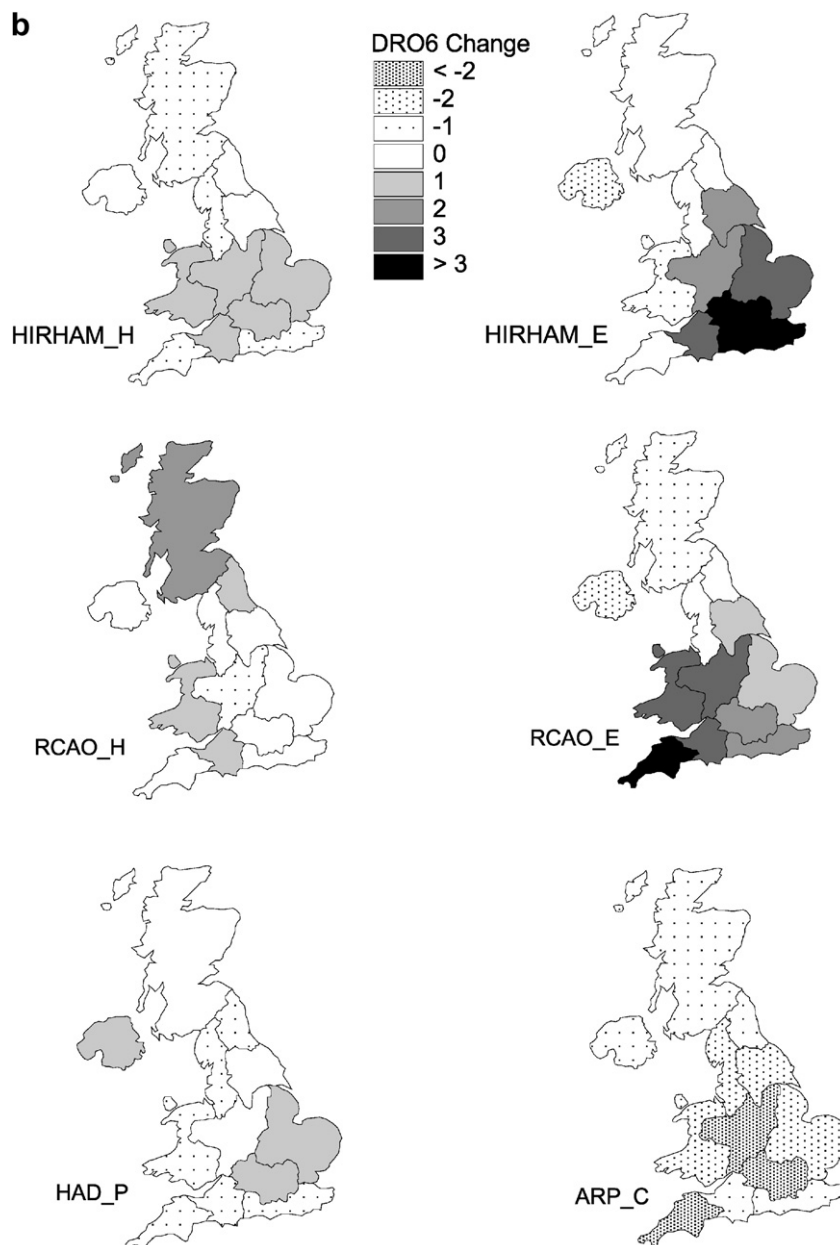 b
DRO6 Change
< -2
-2
-1
0
1
2
3
> 3
HIRHAM_H
HIRHAM_E
RCAO_H
RCAO_E
HAD_P
ARP_C